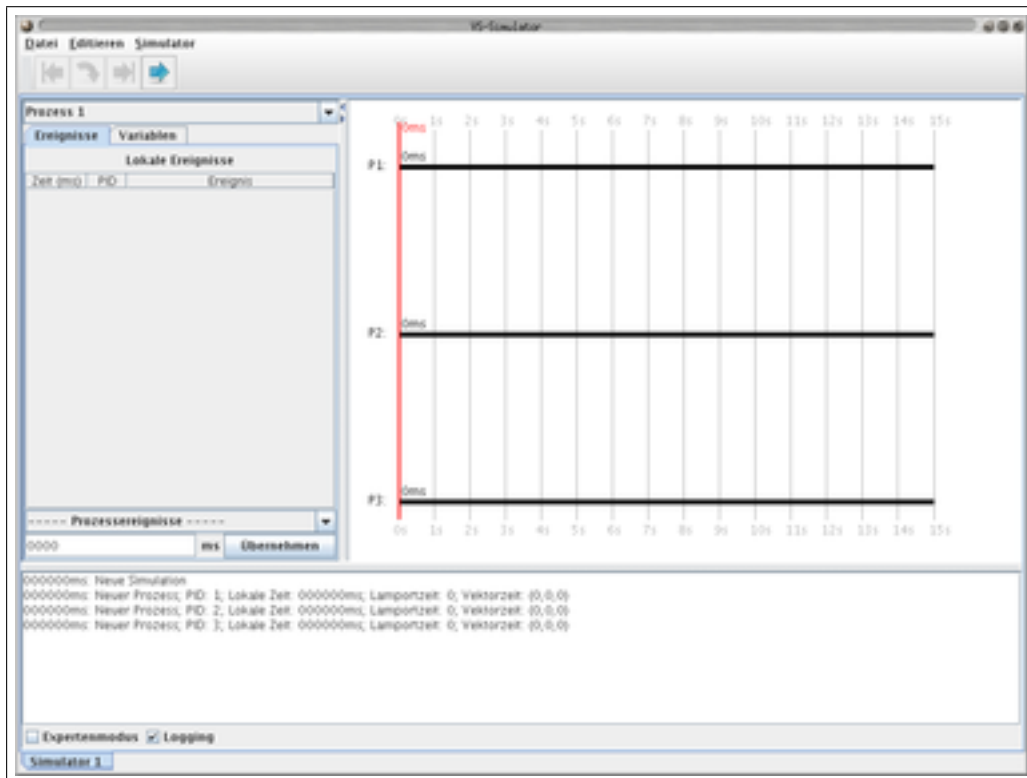 VS-Simulator
Datei Editieren Simulator
Prozess 1
Ereignisse Variablen
Lokale Ereignisse
Zeit (ms) PID Ereignis
----- Prozessereignisse -----
0000 ms Übernehmen
0s 1s 2s 3s 4s 5s 6s 7s 8s 9s 10s 11s 12s 13s 14s 15s
0ms
0ms
P1:
0ms
P2:
0ms
P3:
0s 1s 2s 3s 4s 5s 6s 7s 8s 9s 10s 11s 12s 13s 14s 15s
000000ms: Neue Simulation
000000ms: Neuer Prozess; PID: 1; Lokale Zeit: 000000ms; Lamportzeit: 0; Vektorzeit: (0,0,0)
000000ms: Neuer Prozess; PID: 2; Lokale Zeit: 000000ms; Lamportzeit: 0; Vektorzeit: (0,0,0)
000000ms: Neuer Prozess; PID: 3; Lokale Zeit: 000000ms; Lamportzeit: 0; Vektorzeit: (0,0,0)
Expertenmodus Logging
Simulator 1